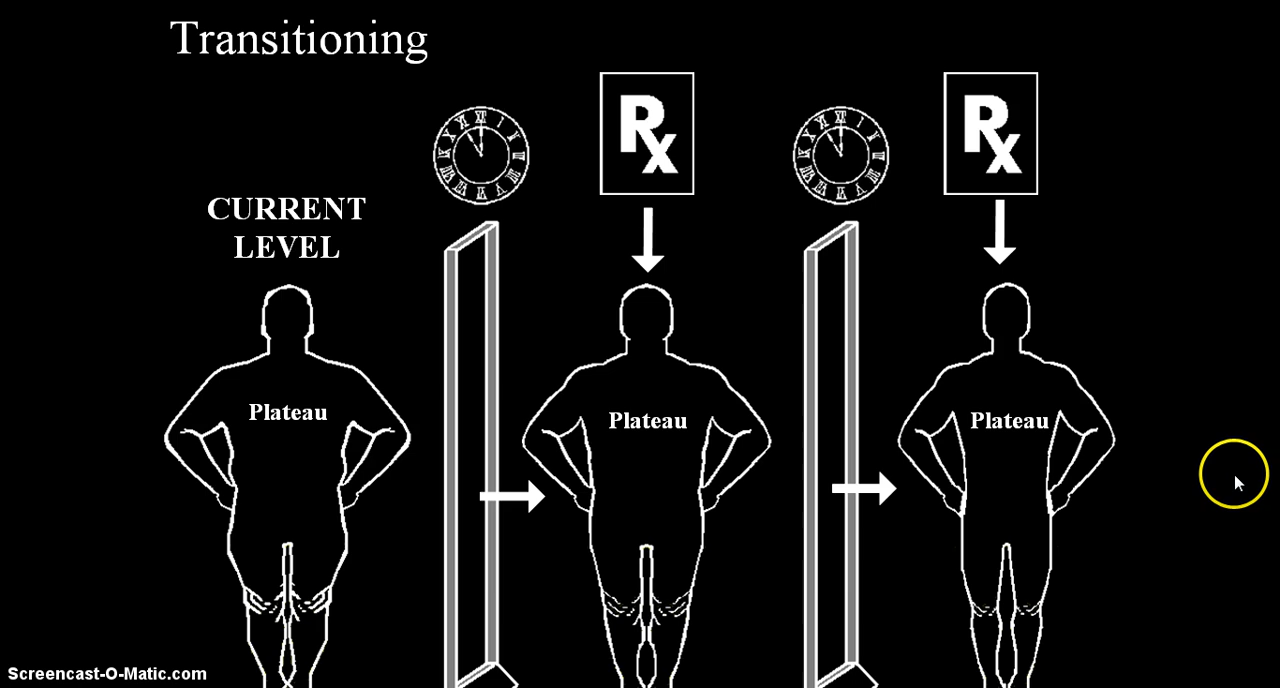 Transitioning
Rx
Rx
CURRENT
LEVEL
Plateau
Plateau
Plateau
Screencast-O-Matic.com